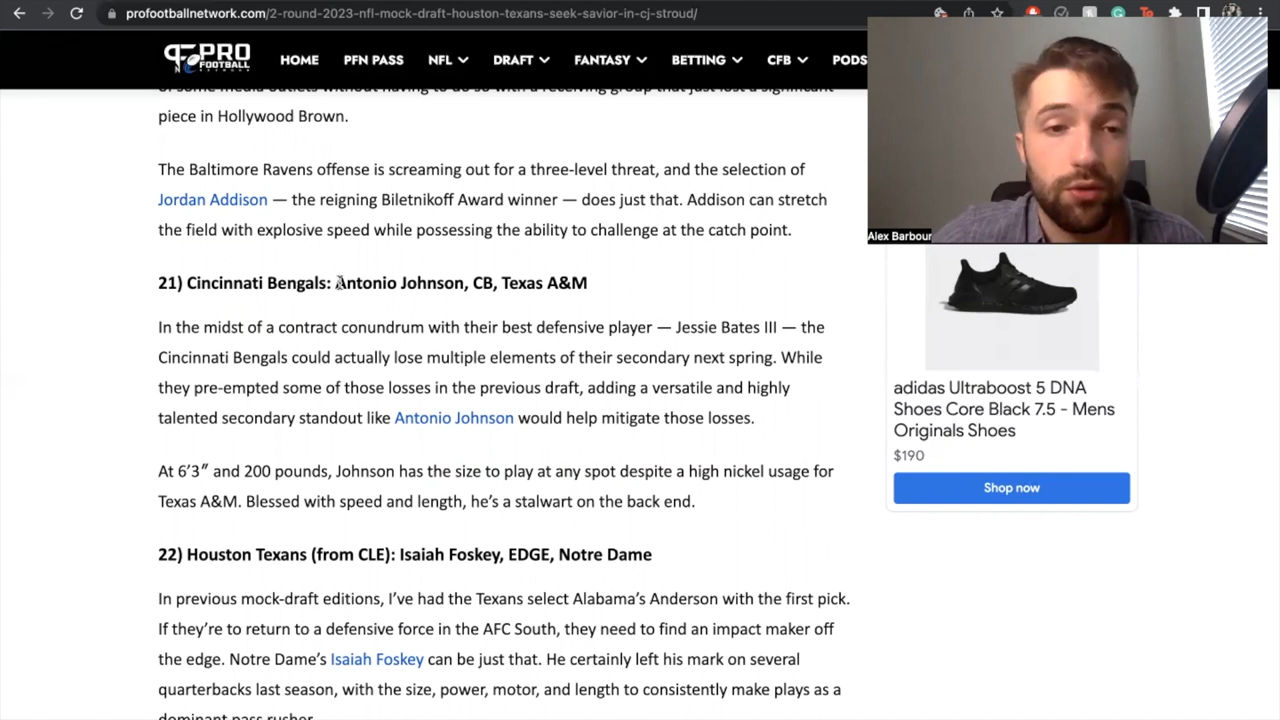 profootballnetwork.org/2-round-2023-nfl-mock-draft-houston-texans-seek-savior-in-cj-stroud/
PRO
FOOTBALL
NETWORK
HOME
PFN PASS
NFL
DRAFT
FANTASY
BETTING
CFB
PODS
of some media outlets without having to do so with a receiving group that just lost a significant
piece in Hollywood Brown.
The Baltimore Ravens offense is screaming out for a three-level threat, and the selection of
Jordan Addison — the reigning Biletnikoff Award winner — does just that. Addison can stretch
the field with explosive speed while possessing the ability to challenge at the catch point.
21) Cincinnati Bengals: Antonio Johnson, CB, Texas A&M
In the midst of a contract conundrum with their best defensive player — Jessie Bates III — the
Cincinnati Bengals could actually lose multiple elements of their secondary next spring. While
they pre-empted some of those losses in the previous draft, adding a versatile and highly
talented secondary standout like Antonio Johnson would help mitigate those losses.
At 6’3″ and 200 pounds, Johnson has the size to play at any spot despite a high nickel usage for
Texas A&M. Blessed with speed and length, he’s a stalwart on the back end.
22) Houston Texans (from CLE): Isaiah Foskey, EDGE, Notre Dame
In previous mock-draft editions, I’ve had the Texans select Alabama’s Anderson with the first pick.
If they’re to return to a defensive force in the AFC South, they need to find an impact maker off
the edge. Notre Dame’s Isaiah Foskey can be just that. He certainly left his mark on several
quarterbacks last season, with the size, power, motor, and length to consistently make plays as a
dominant pass rusher.
Alex Barbour
adidas Ultraboost 5 DNA
Shoes Core Black 7.5 - Mens
Originals Shoes
$190
Shop now